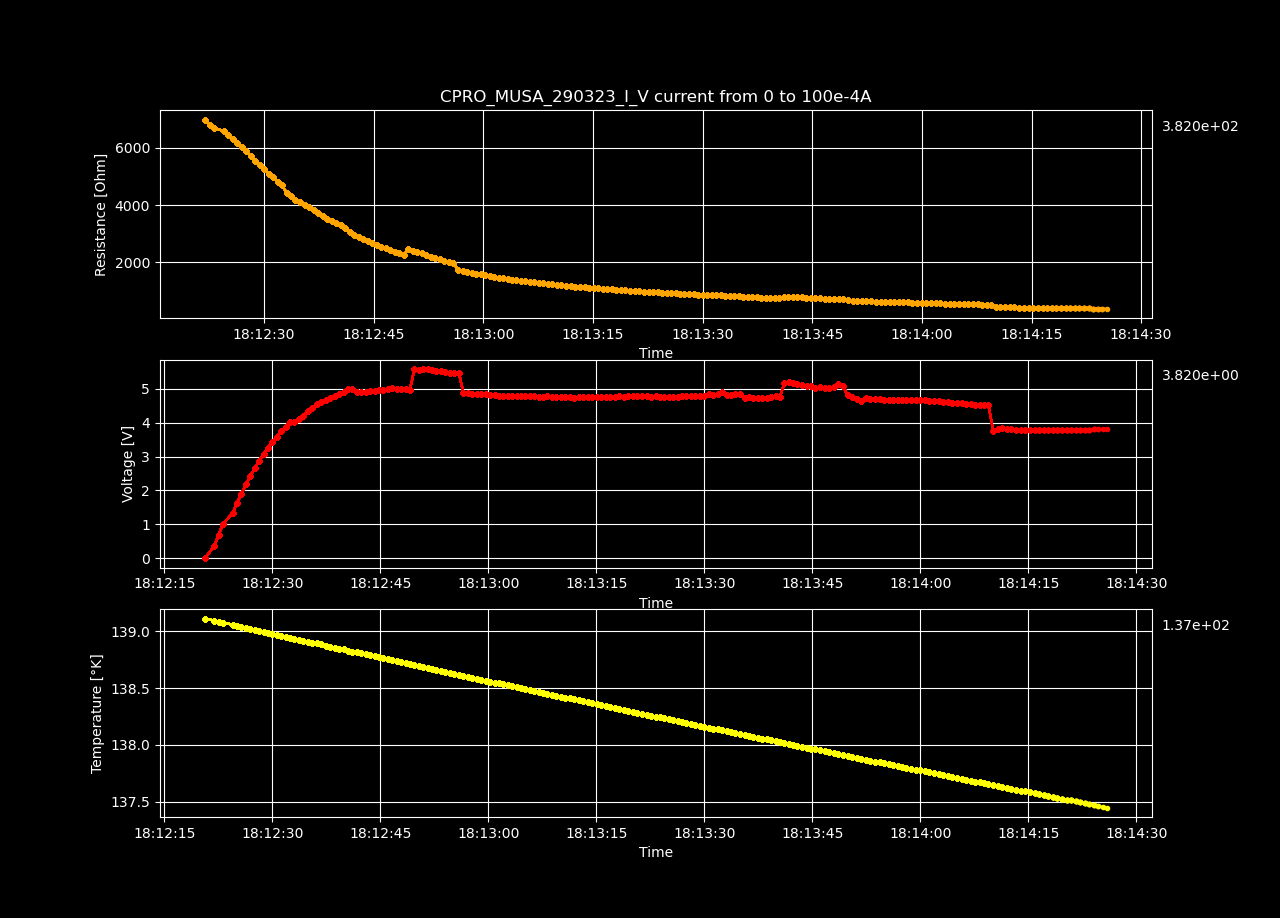 CPRO_MUSA_290323_I_V current from 0 to 100e-4A
3.820e+02
Resistance [Ohm]
6000
4000
2000
18:12:30 18:12:45 18:13:00 18:13:15 18:13:30 18:13:45 18:14:00 18:14:15 18:14:30
Time
3.820e+00
Voltage [V]
5
4
3
2
1
0
18:12:15 18:12:30 18:12:45 18:13:00 18:13:15 18:13:30 18:13:45 18:14:00 18:14:15 18:14:30
Time
1.37e+02
Temperature [°K]
139.0
138.5
138.0
137.5
18:12:15 18:12:30 18:12:45 18:13:00 18:13:15 18:13:30 18:13:45 18:14:00 18:14:15 18:14:30
Time